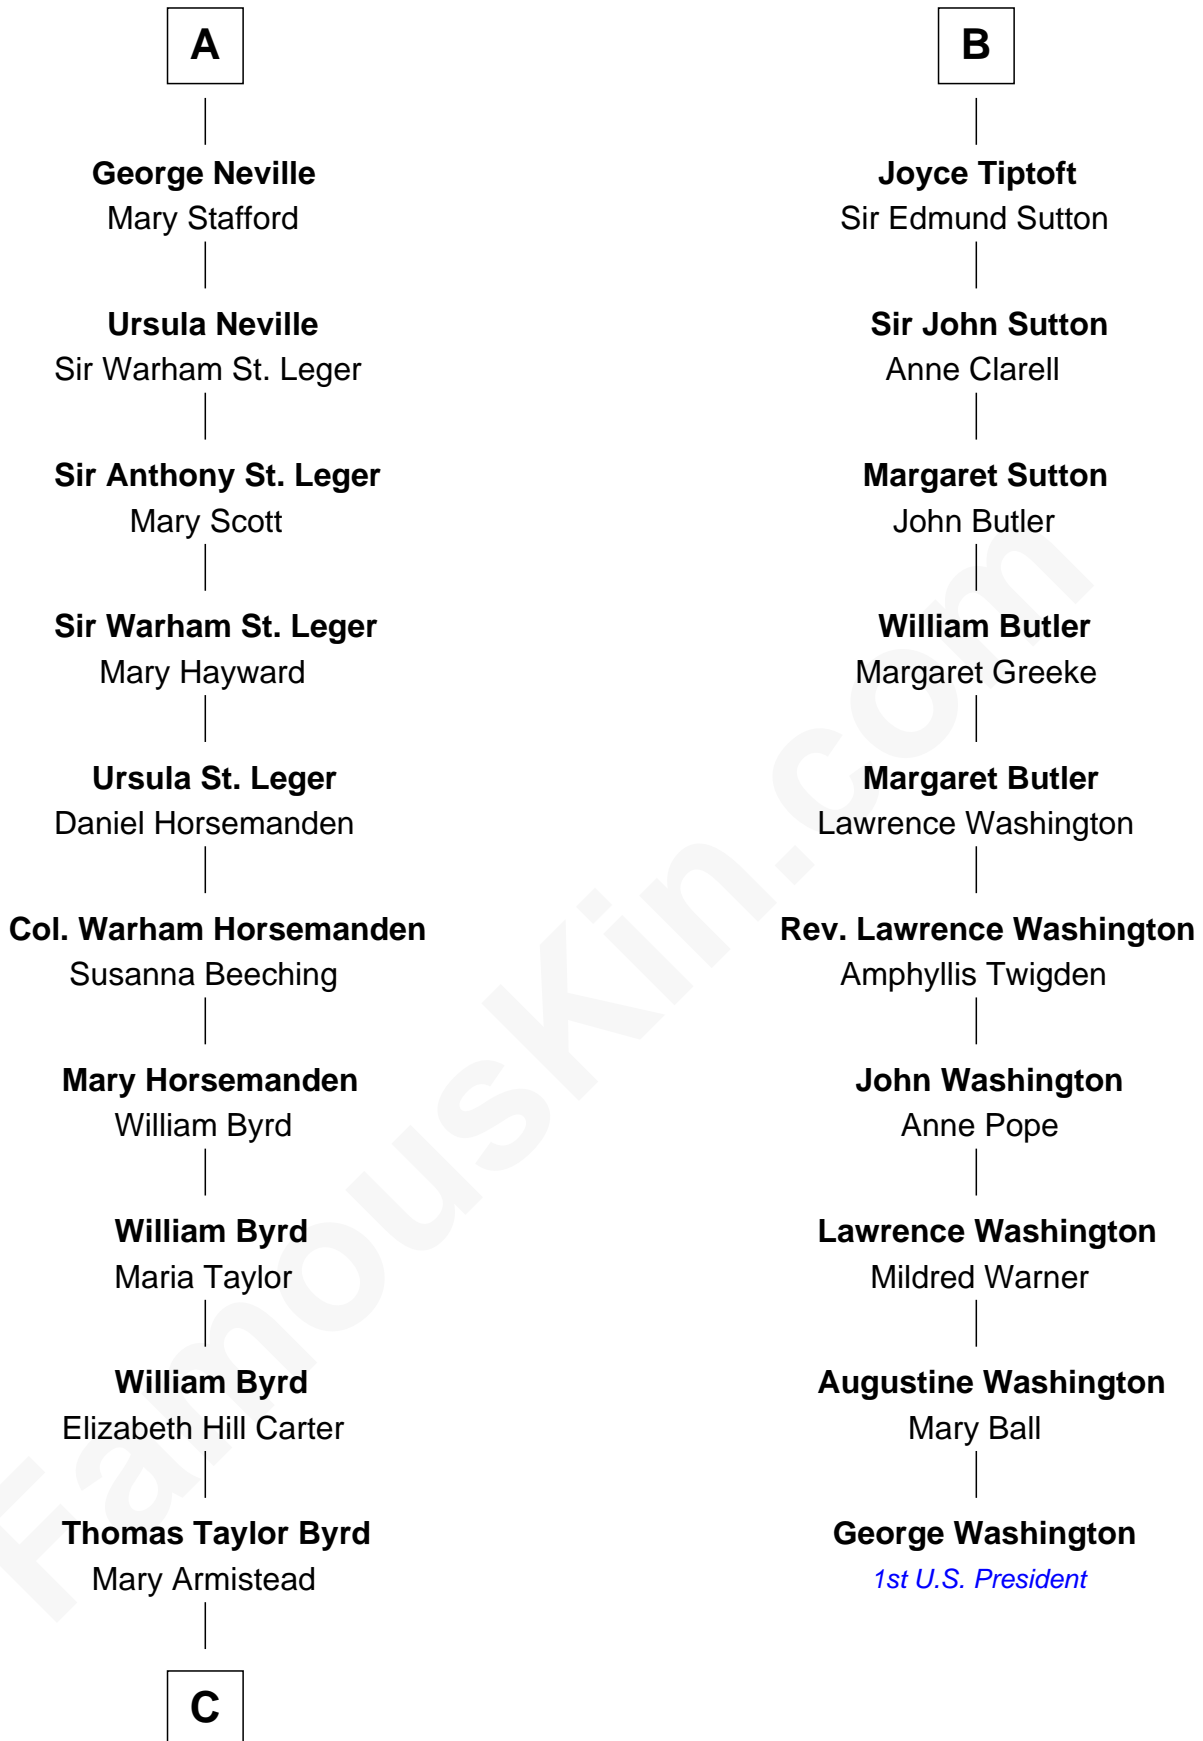 A
George Neville
Mary Stafford
Ursula Neville
Sir Warham St. Leger
Sir Anthony St. Leger
Mary Scott
Sir Warham St. Leger
Mary Hayward
Ursula St. Leger
Daniel Horsemanden
Col. Warham Horsemanden
Susanna Beeching
Mary Horsemanden
William Byrd
William Byrd
Maria Taylor
William Byrd
Elizabeth Hill Carter
Thomas Taylor Byrd
Mary Armistead
C
B
Joyce Tiptoft
Sir Edmund Sutton
Sir John Sutton
Anne Clarell
Margaret Sutton
John Butler
William Butler
Margaret Greeke
Margaret Butler
Lawrence Washington
Rev. Lawrence Washington
Amphyllis Twigden
John Washington
Anne Pope
Lawrence Washington
Mildred Warner
Augustine Washington
Mary Ball
George Washington
1st U.S. President
FamousKin.com